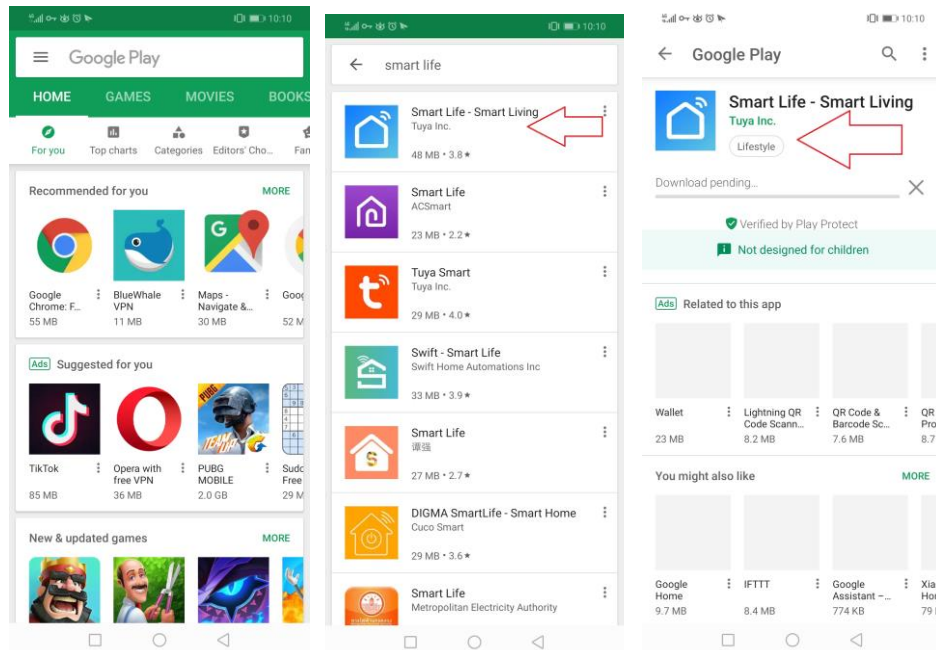 10:10
Google Play
HOME GAMES MOVIES BOOKS
For you Top charts Categories Editors' Cho...
Recommended for you MORE
Google Chrome: F...
55 MB
BlueWhale VPN
11 MB
Maps - Navigate &...
30 MB
52 M
Ads Suggested for you
TikTok
85 MB
Opera with free VPN
36 MB
PUBG MOBILE
2.0 GB
Free
29 M
New & updated games MORE
10:10
smart life
Smart Life - Smart Living
Tuya Inc.
48 MB • 3.8★
Smart Life
ACSmart
23 MB • 2.2★
Tuya Smart
Tuya Inc.
29 MB • 4.0★
Swift - Smart Life
Swift Home Automations Inc
33 MB • 3.9★
Smart Life
谭强
27 MB • 2.7★
DIGMA SmartLife - Smart Home
Cuco Smart
29 MB • 3.6★
Smart Life
Metropolitan Electricity Authority
10:10
Google Play
Smart Life - Smart Living
Tuya Inc.
Lifestyle
Download pending...
Verified by Play Protect
Not designed for children
Ads Related to this app
Wallet
23 MB
Lightning QR Code Scann...
8.2 MB
QR Code & Barcode Sc...
7.6 MB
QR
Pro
8.7
You might also like MORE
Google Home
9.7 MB
IFTTT
8.4 MB
Google Assistant –...
774 KB
Xia
Ho
79